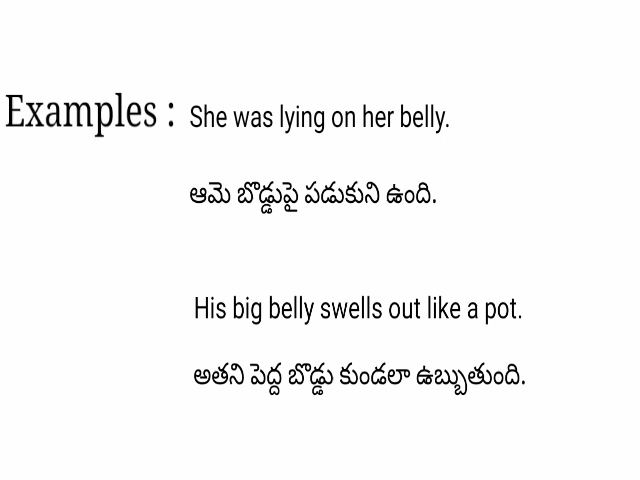 Examples : She was lying on her belly.
ఆమె బొడ్డుపై పడుకుని ఉంది.
His big belly swells out like a pot.
అతని పెద్ద బొడ్డు కుండలా ఉబ్బుతుంది.